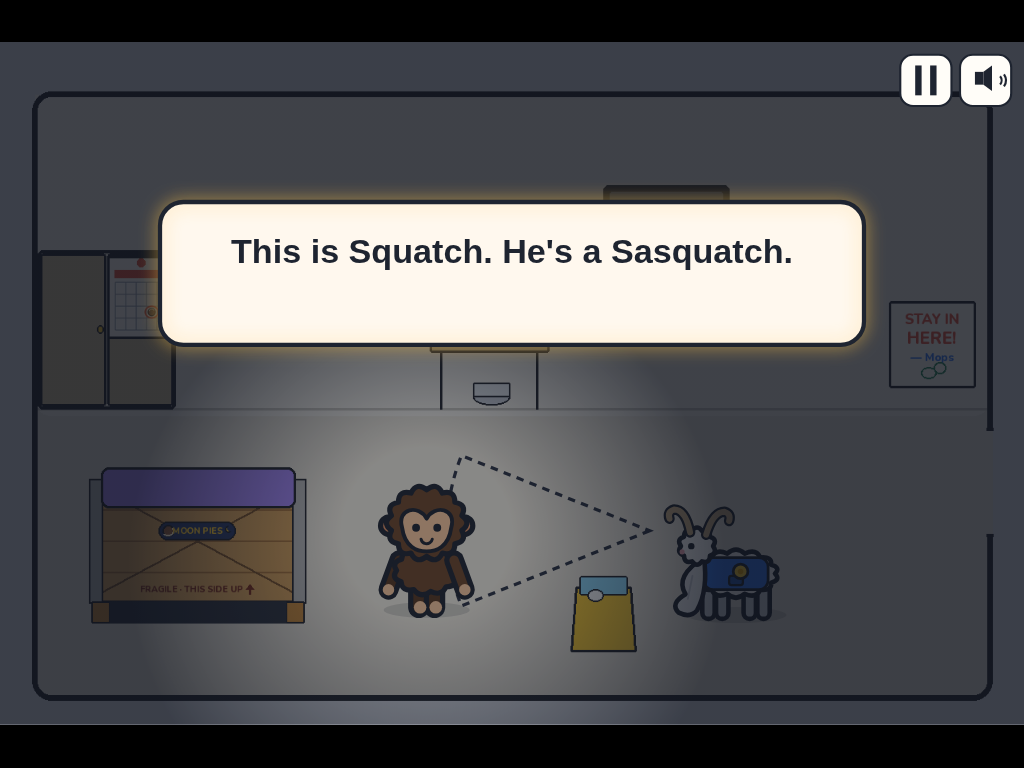 This is Squatch. He's a Sasquatch.
STAY IN
HERE!
— Mops
MOON PIES
FRAGILE - THIS SIDE UP